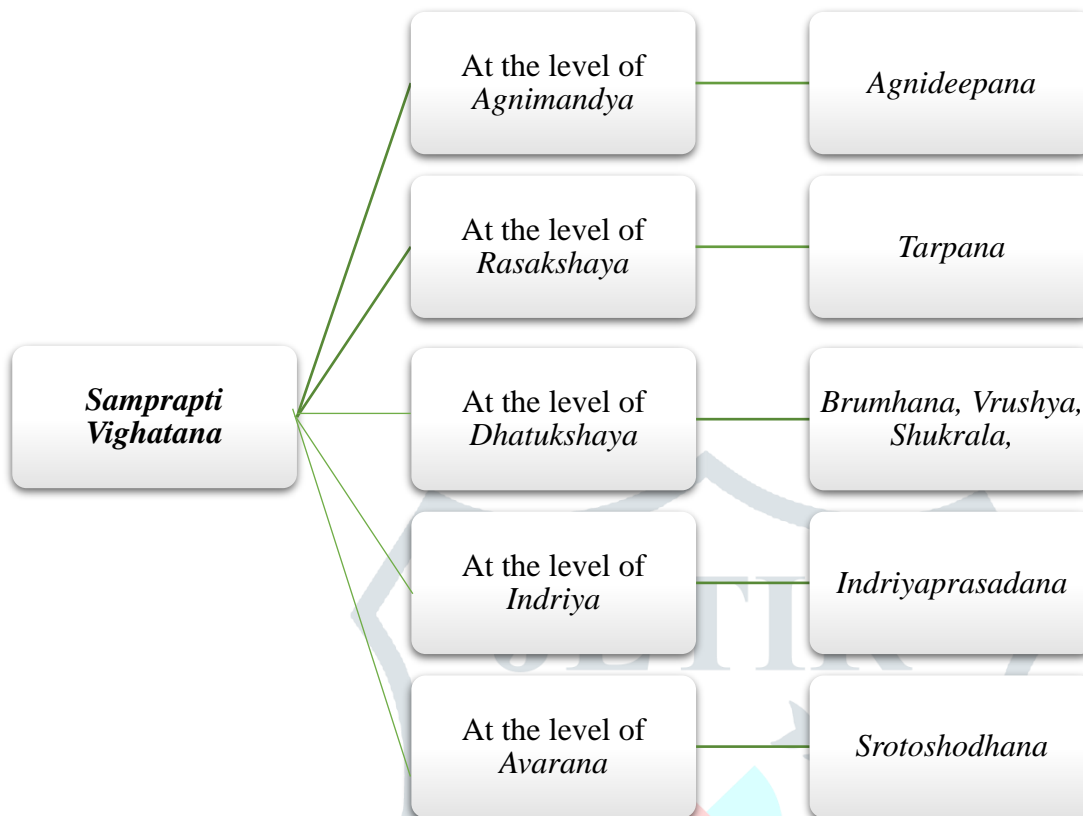 At the level of
Agnimandya
Agnideepana
At the level of
Rasakshaya
Tarpana
Samprapti
Vighatana
At the level of
Dhatukshaya
Brumhana, Vrushya,
Shukrala,
At the level of
Indriya
Indriyaprasadana
At the level of
Avarana
Srotoshodhana
JETIR